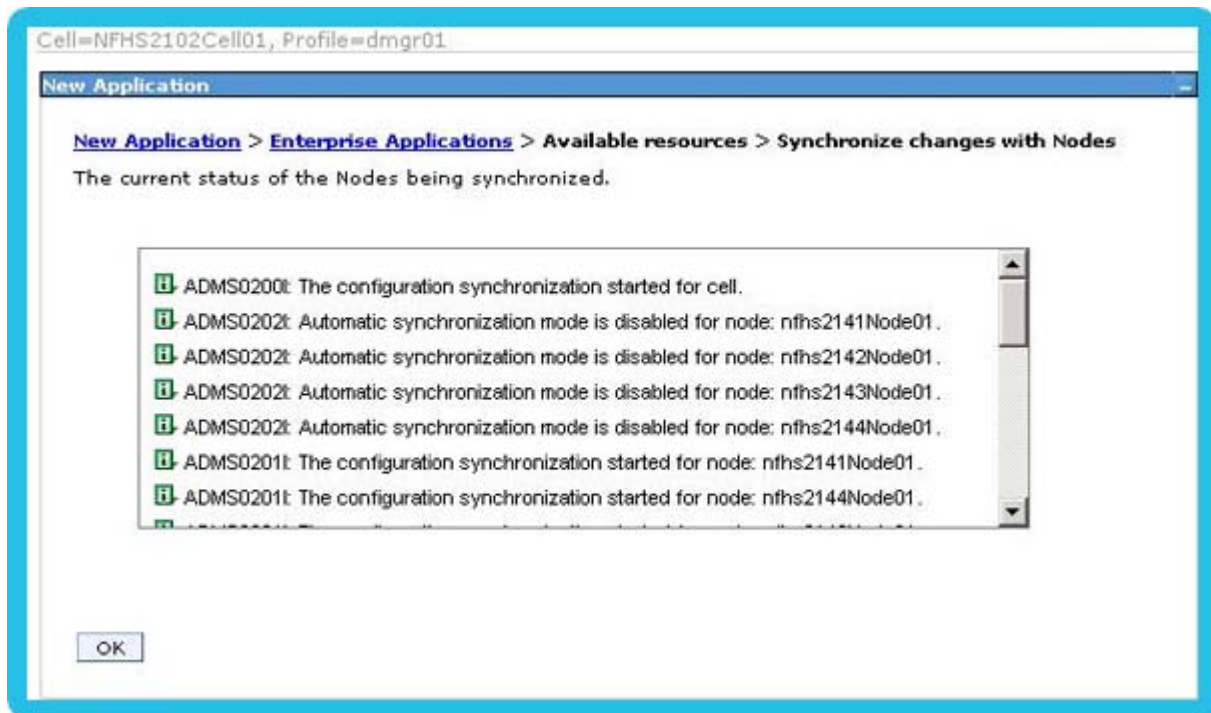 Cell=NFHS2102Cell01, Profile=dmgr01
New Application
New Application > Enterprise Applications > Available resources > Synchronize changes with Nodes
The current status of the Nodes being synchronized.
ADMS0200I: The configuration synchronization started for cell.
ADMS0202I: Automatic synchronization mode is disabled for node: nfhs2141Node01.
ADMS0202I: Automatic synchronization mode is disabled for node: nfhs2142Node01.
ADMS0202I: Automatic synchronization mode is disabled for node: nfhs2143Node01.
ADMS0202I: Automatic synchronization mode is disabled for node: nfhs2144Node01.
ADMS0201I: The configuration synchronization started for node: nfhs2141Node01.
ADMS0201I: The configuration synchronization started for node: nfhs2144Node01.
OK